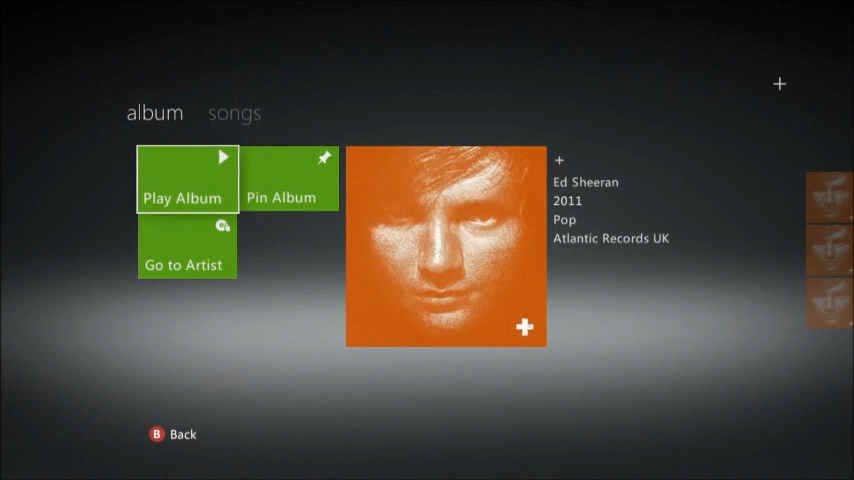 +
album songs
Play Album
Pin Album
Go to Artist
+
Ed Sheeran
2011
Pop
Atlantic Records UK
B Back